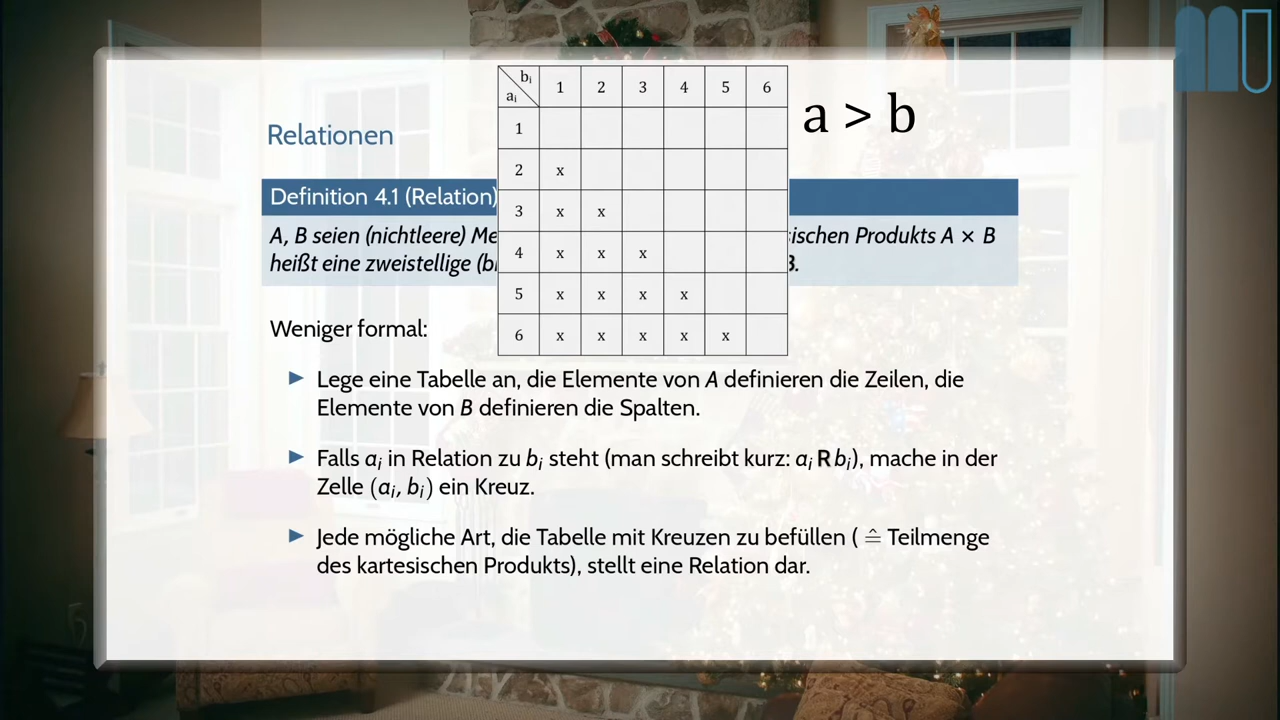 Relationen
a > b
bᵢ 1 2 3 4 5 6
aᵢ
1
2 x
3 x x
4 x x x
5 x x x x
6 x x x x x
Definition 4.1 (Relation)
A, B seien (nichtleere) ischen Produkts A × B
heißt eine zweistellige B.
Weniger formal:
► Lege eine Tabelle an, die Elemente von A definieren die Zeilen, die
Elemente von B definieren die Spalten.
► Falls aᵢ in Relation zu bᵢ steht (man schreibt kurz: aᵢ R bᵢ), mache in der
Zelle (aᵢ, bᵢ) ein Kreuz.
► Jede mögliche Art, die Tabelle mit Kreuzen zu befüllen ( ≙ Teilmenge
des kartesischen Produkts), stellt eine Relation dar.